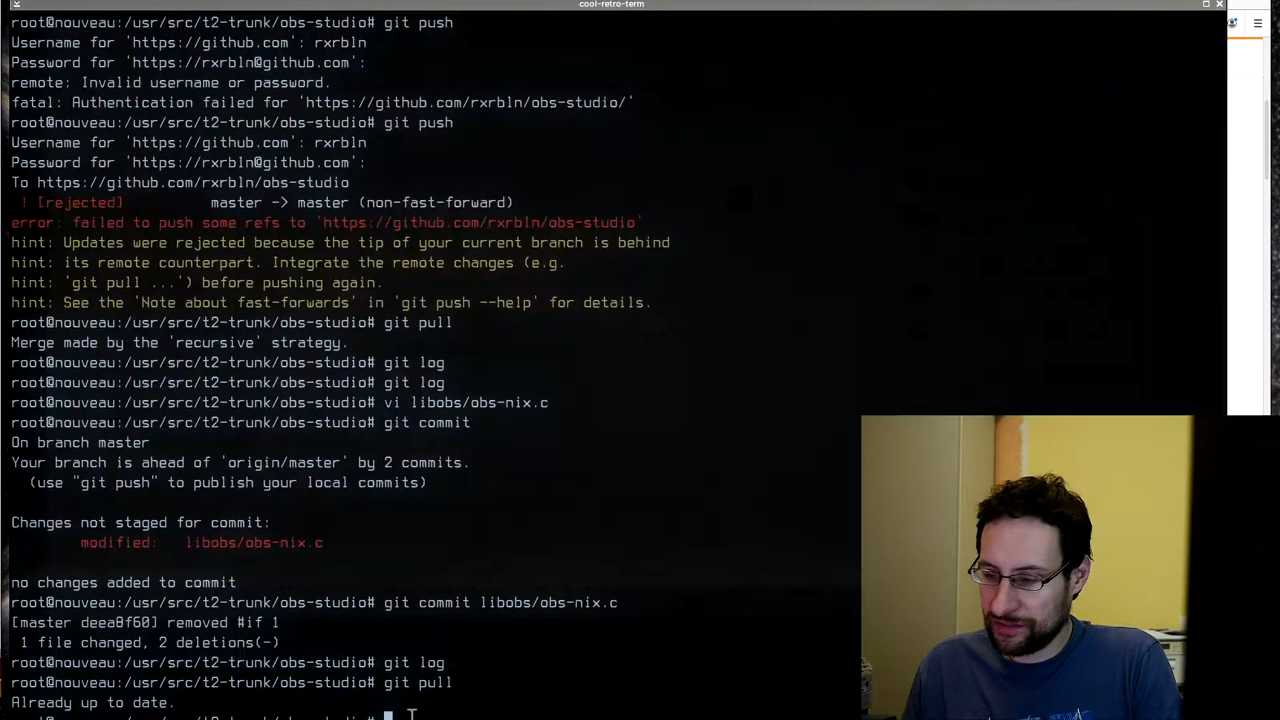 cool-retro-term
root@nouveau:/usr/src/t2-trunk/obs-studio# git push
Username for 'https://github.com': rxrbln
Password for 'https://rxrbln@github.com':
remote: Invalid username or password.
fatal: Authentication failed for 'https://github.com/rxrbln/obs-studio/'
root@nouveau:/usr/src/t2-trunk/obs-studio# git push
Username for 'https://github.com': rxrbln
Password for 'https://rxrbln@github.com':
To https://github.com/rxrbln/obs-studio
! [rejected] master -> master (non-fast-forward)
error: failed to push some refs to 'https://github.com/rxrbln/obs-studio'
hint: Updates were rejected because the tip of your current branch is behind
hint: its remote counterpart. Integrate the remote changes (e.g.
hint: 'git pull ...') before pushing again.
hint: See the 'Note about fast-forwards' in 'git push --help' for details.
root@nouveau:/usr/src/t2-trunk/obs-studio# git pull
Merge made by the 'recursive' strategy.
root@nouveau:/usr/src/t2-trunk/obs-studio# git log
root@nouveau:/usr/src/t2-trunk/obs-studio# git log
root@nouveau:/usr/src/t2-trunk/obs-studio# vi libobs/obs-nix.c
root@nouveau:/usr/src/t2-trunk/obs-studio# git commit
On branch master
Your branch is ahead of 'origin/master' by 2 commits.
(use "git push" to publish your local commits)
Changes not staged for commit:
modified: libobs/obs-nix.c
no changes added to commit
root@nouveau:/usr/src/t2-trunk/obs-studio# git commit libobs/obs-nix.c
[master deea8f60] removed #if 1
1 file changed, 2 deletions(-)
root@nouveau:/usr/src/t2-trunk/obs-studio# git log
root@nouveau:/usr/src/t2-trunk/obs-studio# git pull
Already up to date.
root@nouveau:/usr/src/t2-trunk/obs-studio#